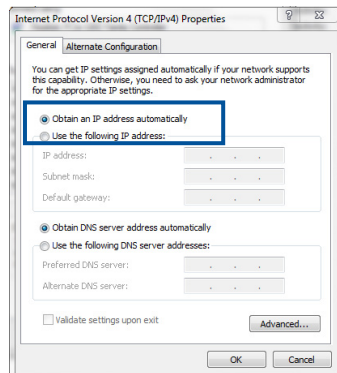 Internet Protocol Version 4 (TCP/IPv4) Properties
General
Alternate Configuration
You can get IP settings assigned automatically if your network supports
this capability. Otherwise, you need to ask your network administrator
for the appropriate IP settings.
Obtain an IP address automatically
Use the following IP address:
IP address:
Subnet mask:
Default gateway:
Obtain DNS server address automatically
Use the following DNS server addresses:
Preferred DNS server:
Alternate DNS server:
Validate settings upon exit
Advanced...
OK
Cancel